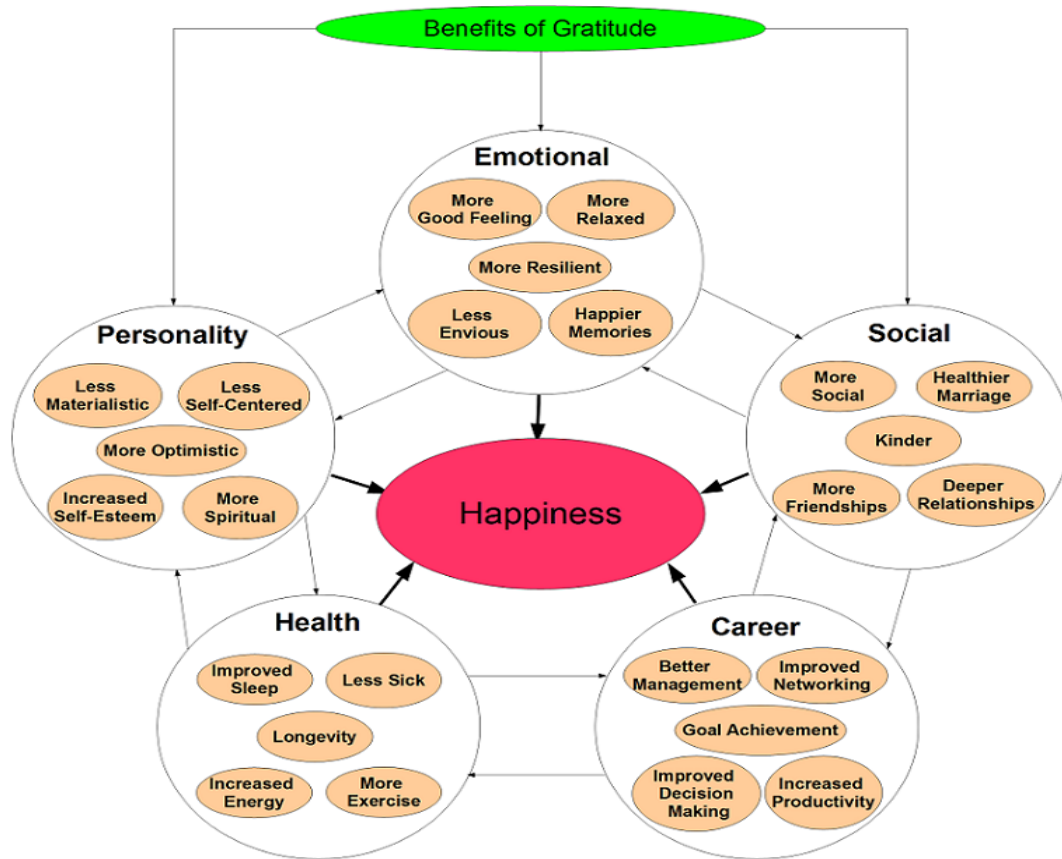 Benefits of Gratitude
Emotional
More
Good Feeling
More
Relaxed
More Resilient
Less
Envious
Happier
Memories
Personality
Less
Materialistic
Less
Self-Centered
More Optimistic
Increased
Self-Esteem
More
Spiritual
Social
More
Social
Healthier
Marriage
Kinder
More
Friendships
Deeper
Relationships
Happiness
Health
Improved
Sleep
Less Sick
Longevity
Increased
Energy
More
Exercise
Career
Better
Management
Improved
Networking
Goal Achievement
Improved
Decision
Making
Increased
Productivity